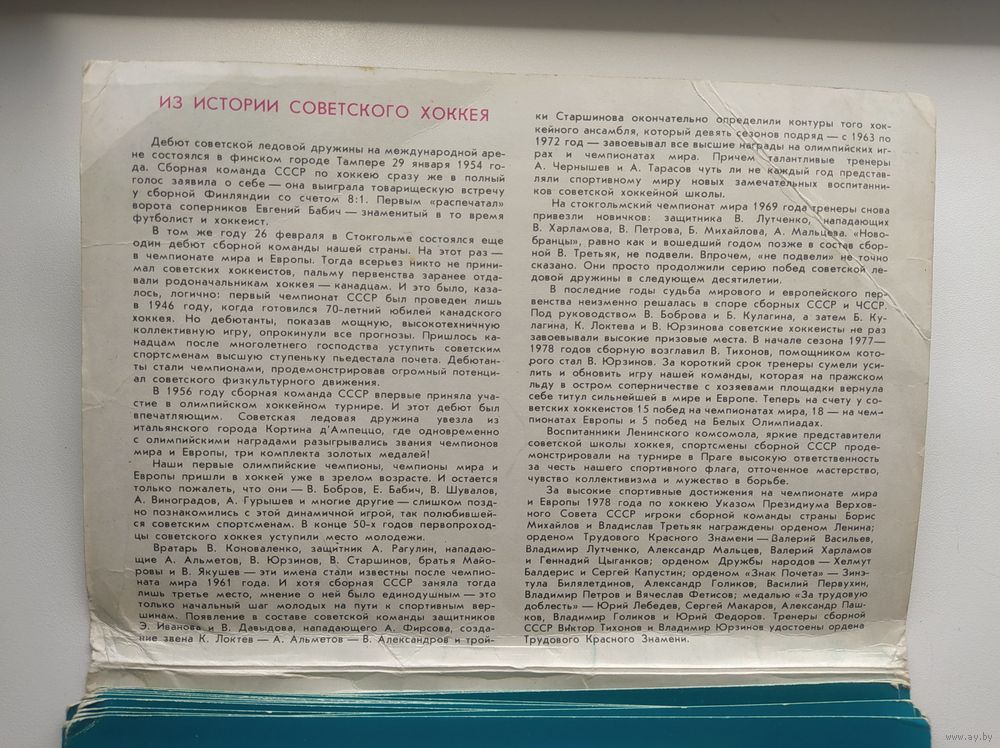 ИЗ ИСТОРИИ СОВЕТСКОГО ХОККЕЯ
Дебют советской ледовой дружины на международной аре-
не состоялся в финском городе Тампере 29 января 1954 го-
да. Сборная команда СССР по хоккею сразу же в полный
голос заявила о себе — она выиграла товарищескую встречу
у сборной Финляндии со счетом 8:1. Первым «распечатал»
ворота соперников Евгений Бабич — знаменитый в то время
футболист и хоккеист.
В том же году 26 февраля в Стокгольме состоялся еще
один дебют сборной команды нашей страны. На этот раз —
в чемпионате мира и Европы. Тогда всерьез никто не прини-
мал советских хоккеистов, пальму первенства заранее отда-
вали родоначальникам хоккея — канадцам. И это было, каза-
лось, логично: первый чемпионат СССР был проведен лишь
в 1946 году, когда готовился 70-летний юбилей канадского
хоккея. Но дебютанты, показав мощную, высокотехничную
коллективную игру, опрокинули все прогнозы. Пришлось ка-
надцам после многолетнего господства уступить советским
спортсменам высшую ступеньку пьедестала почета. Дебютан-
ты стали чемпионами, продемонстрировав огромный потенци-
ал советского физкультурного движения.
В 1956 году сборная команда СССР впервые приняла уча-
стие в олимпийском хоккейном турнире. И этот дебют был
впечатляющим. Советская ледовая дружина увезла из
итальянского города Кортина д'Ампеццо, где одновременно
с олимпийскими наградами разыгрывались звания чемпионов
мира и Европы, три комплекта золотых медалей!
Наши первые олимпийские чемпионы, чемпионы мира и
Европы пришли в хоккей уже в зрелом возрасте. И остается
только пожалеть, что они — В. Бобров, Е. Бабич, В. Шувалов,
А. Виноградов, А. Гурышев и многие другие — слишком позд-
но познакомились с этой динамичной игрой, так полюбившей-
ся советским спортсменам. В конце 50-х годов первопроход-
цы советского хоккея уступили место молодежи.
Вратарь В. Коноваленко, защитник А. Рагулин, нападаю-
щие А. Альметов, В. Юрзинов, В. Старшинов, братья Майо-
ровы и В. Якушев — эти имена стали известны после чемпио-
ната мира 1961 года. И хотя сборная СССР заняла тогда
лишь третье место, мнение о ней было единодушным — это
только начальный шаг молодых на пути к спортивным вер-
шинам. Появление в составе советской команды защитников
Э. Иванова и В. Давыдова, нападающего А. Фирсова, созда-
ние звена К. Локтев — А. Альметов — В. Александров и трой-
ки Старшинова окончательно определили контуры того хок-
кейного ансамбля, который девять сезонов подряд — с 1963 по
1972 год — завоевывал все высшие награды на олимпийских иг-
рах и чемпионатах мира. Причем талантливые тренеры
А. Чернышев и А. Тарасов чуть ли не каждый год представ-
ляли спортивному миру новых замечательных воспитанни-
ков советской хоккейной школы.
На стокгольмский чемпионат мира 1969 года тренеры снова
привезли новичков: защитника В. Лутченко, нападающих
В. Харламова, В. Петрова, Б. Михайлова, А. Мальцева. «Ново-
бранцы», равно как и вошедший годом позже в состав сбор-
ной В. Третьяк, не подвели. Впрочем, «не подвели» не точно
сказано. Они просто продолжили серию побед советской ле-
довой дружины в следующем десятилетии.
В последние годы судьба мирового и европейского пер-
венства неизменно решалась в споре сборных СССР и ЧССР.
Под руководством В. Боброва и Б. Кулагина, а затем Б. Ку-
лагина, К. Локтева и В. Юрзинова советские хоккеисты не раз
завоевывали высокие призовые места. В начале сезона 1977—
1978 годов сборную возглавил В. Тихонов, помощником кото-
рого стал В. Юрзинов. За короткий срок тренеры сумели уси-
лить и обновить игру нашей команды, которая на пражском
льду в остром соперничестве с хозяевами площадки вернула
себе титул сильнейшей в мире и Европе. Теперь на счету у со-
ветских хоккеистов 15 побед на чемпионатах мира, 18 — на чем-
пионатах Европы и 5 побед на Белых Олимпиадах.
Воспитанники Ленинского комсомола, яркие представители
советской школы хоккея, спортсмены сборной СССР проде-
монстрировали на турнире в Праге высокую ответственность
за честь нашего спортивного флага, отточенное мастерство,
чувство коллективизма и мужество в борьбе.
За высокие спортивные достижения на чемпионате мира
и Европы 1978 года по хоккею Указом Президиума Верхов-
ного Совета СССР игроки сборной команды страны Борис
Михайлов и Владислав Третьяк награждены орденом Ленина;
орденом Трудового Красного Знамени — Валерий Васильев,
Владимир Лутченко, Александр Мальцев, Валерий Харламов
и Геннадий Цыганков; орденом Дружбы народов — Хелмут
Балдерис и Сергей Капустин; орденом «Знак Почета» — Зинэ-
тула Билялетдинов, Александр Голиков, Василий Первухин,
Владимир Петров и Вячеслав Фетисов; медалью «За трудовую
доблесть» — Юрий Лебедев, Сергей Макаров, Александр Паш-
ков, Владимир Голиков и Юрий Федоров. Тренеры сборной
СССР Виктор Тихонов и Владимир Юрзинов удостоены ордена
Трудового Красного Знамени.
www.ay.by